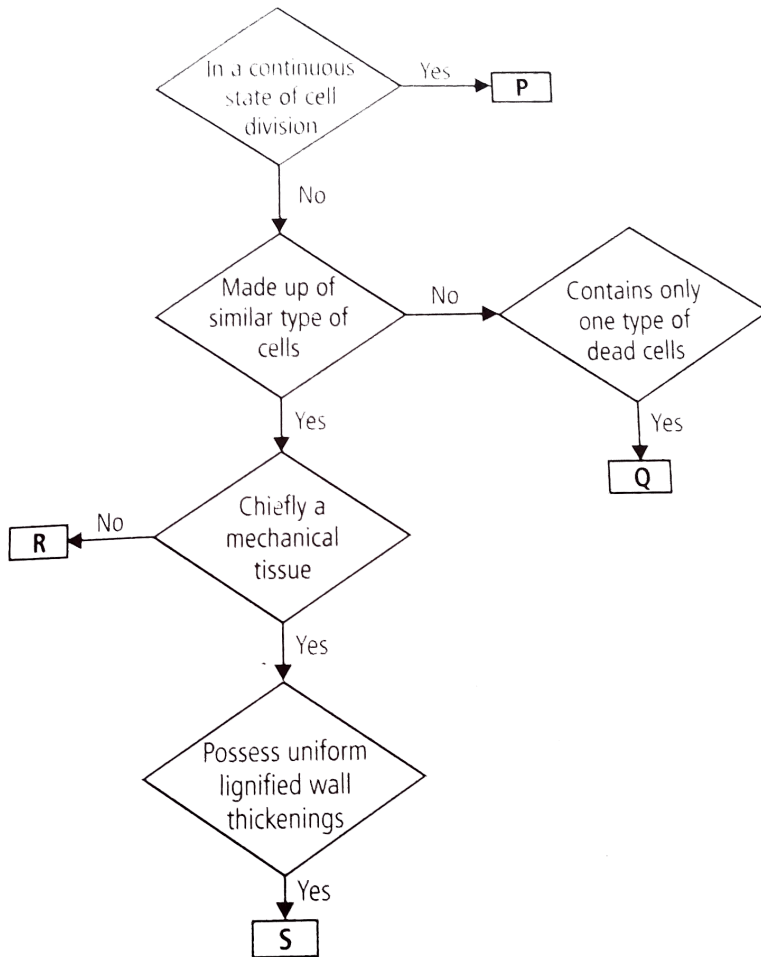 In a continuous
state of cell
division
Yes
P
No
Made up of
similar type of
cells
No
Contains only
one type of
dead cells
Yes
Yes
Q
Chiefly a
mechanical
tissue
No
R
Yes
Possess uniform
lignified wall
thickenings
Yes
S